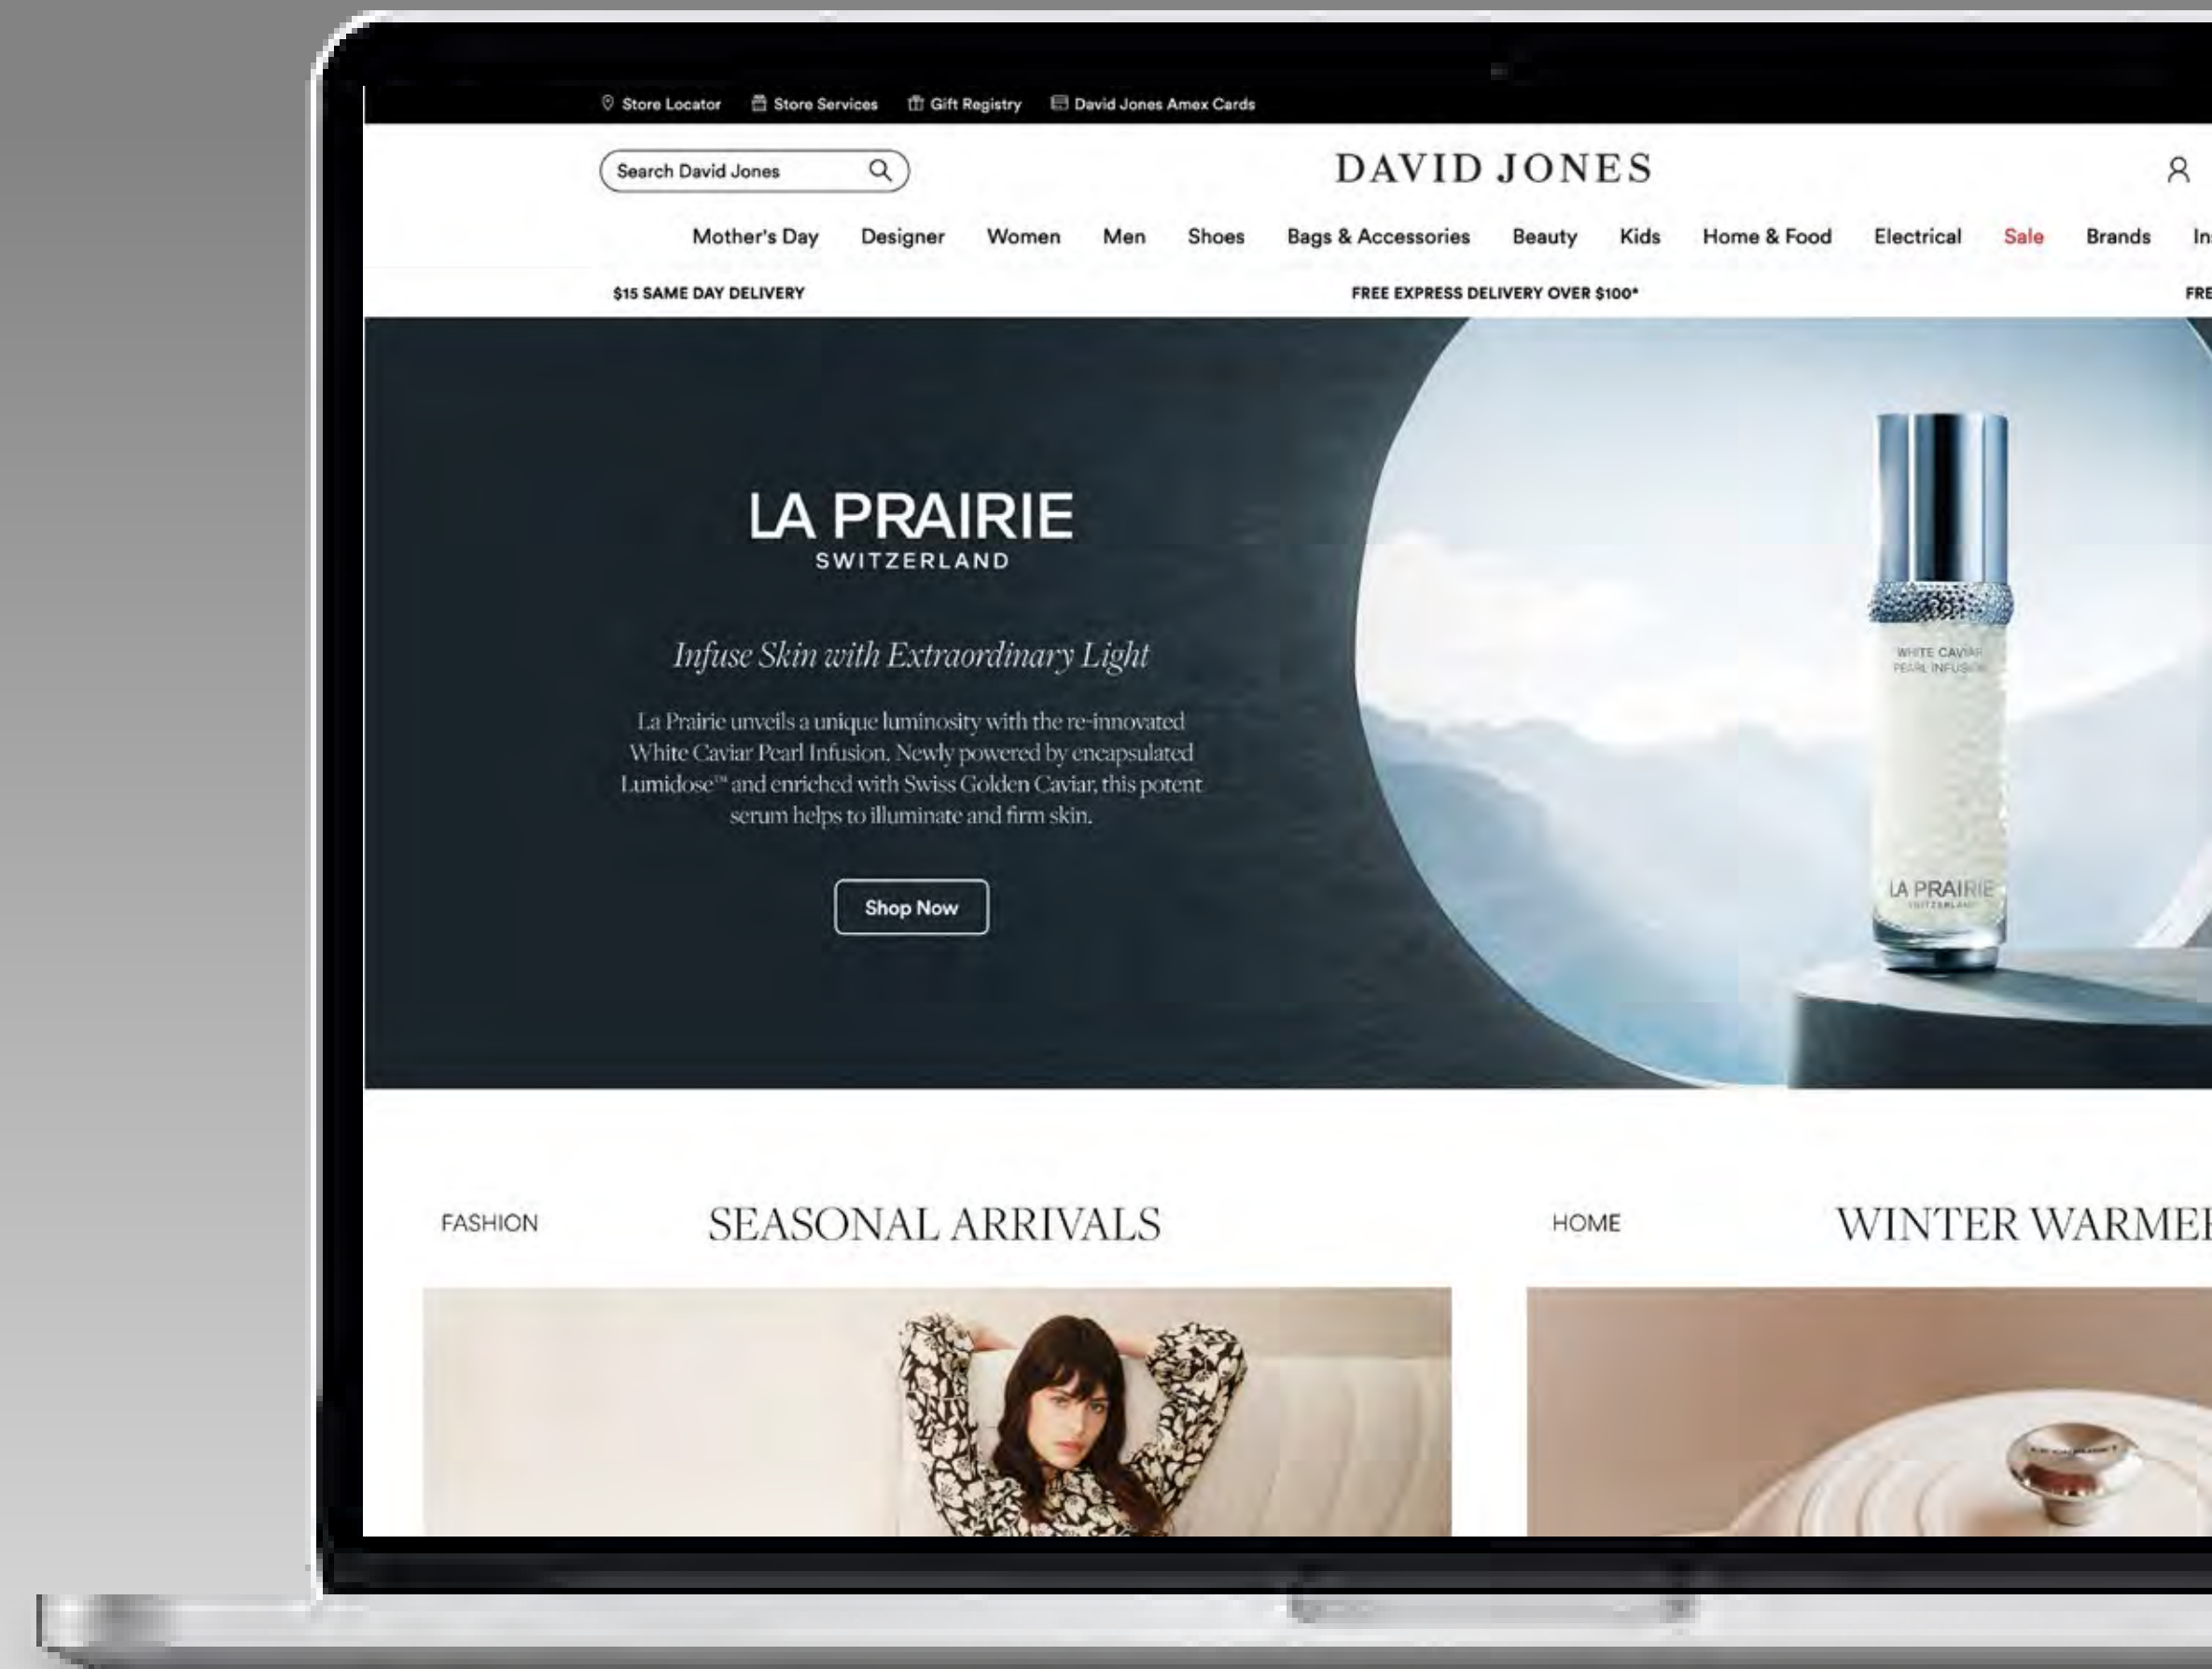 Store Locator Store Services Gift Registry David Jones Amex Cards
Search David Jones
DAVID JONES
Mother's Day Designer Women Men Shoes Bags & Accessories Beauty Kids Home & Food Electrical Sale Brands
$15 SAME DAY DELIVERY
FREE EXPRESS DELIVERY OVER $100*
LA PRAIRIE
SWITZERLAND
Infuse Skin with Extraordinary Light
La Prairie unveils a unique luminosity with the re-innovated
White Caviar Pearl Infusion. Newly powered by encapsulated
Lumidose™ and enriched with Swiss Golden Caviar, this potent
serum helps to illuminate and firm skin.
Shop Now
WHITE CAVIAR
PEARL INFUSION
LA PRAIRIE
SWITZERLAND
FASHION
SEASONAL ARRIVALS
HOME
WINTER